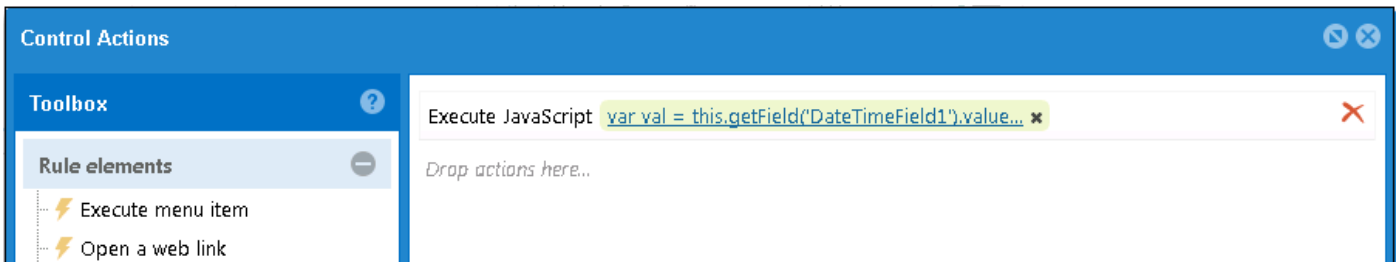 Control Actions
Toolbox
?
Execute JavaScript var val = this.getField('DateTimeField1').value...
Rule elements
Drop actions here...
Execute menu item
Open a web link